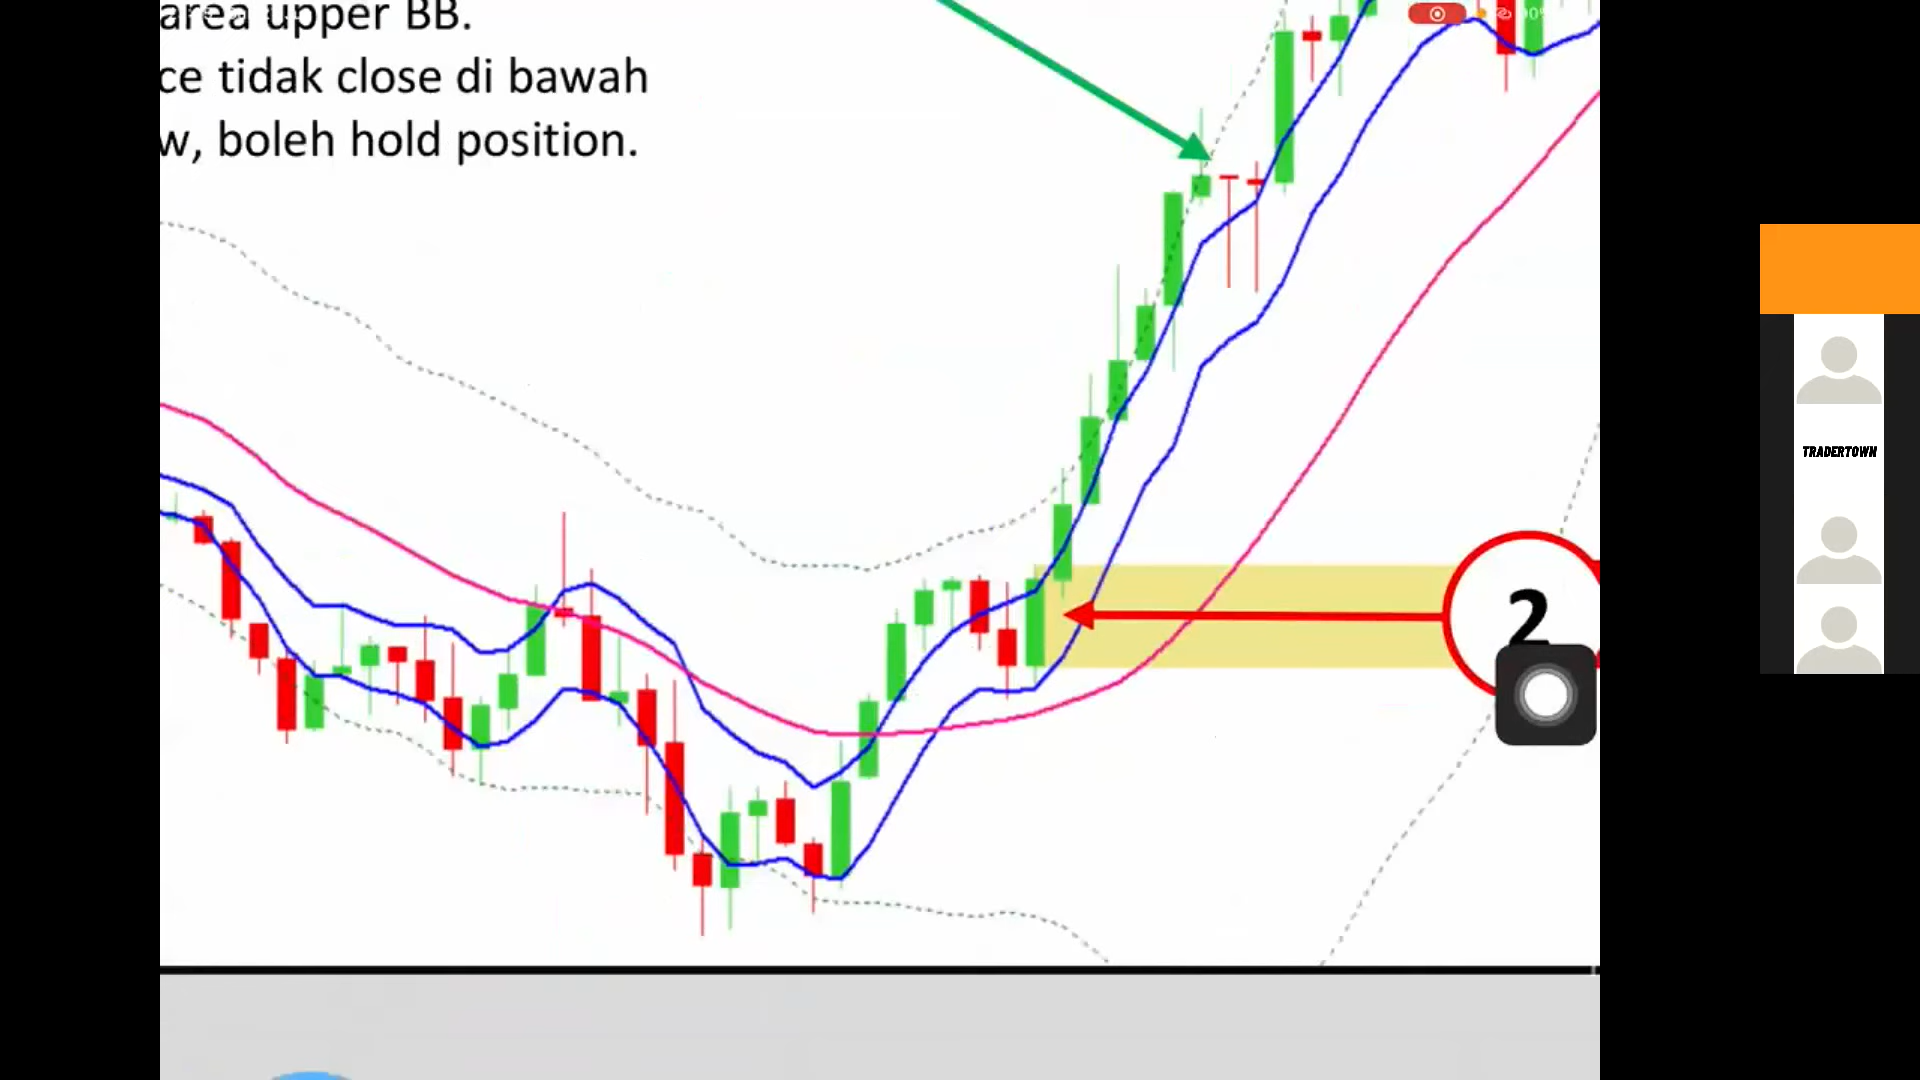 area upper BB.
ce tidak close di bawah
w, boleh hold position.
2
TRADERTOWN